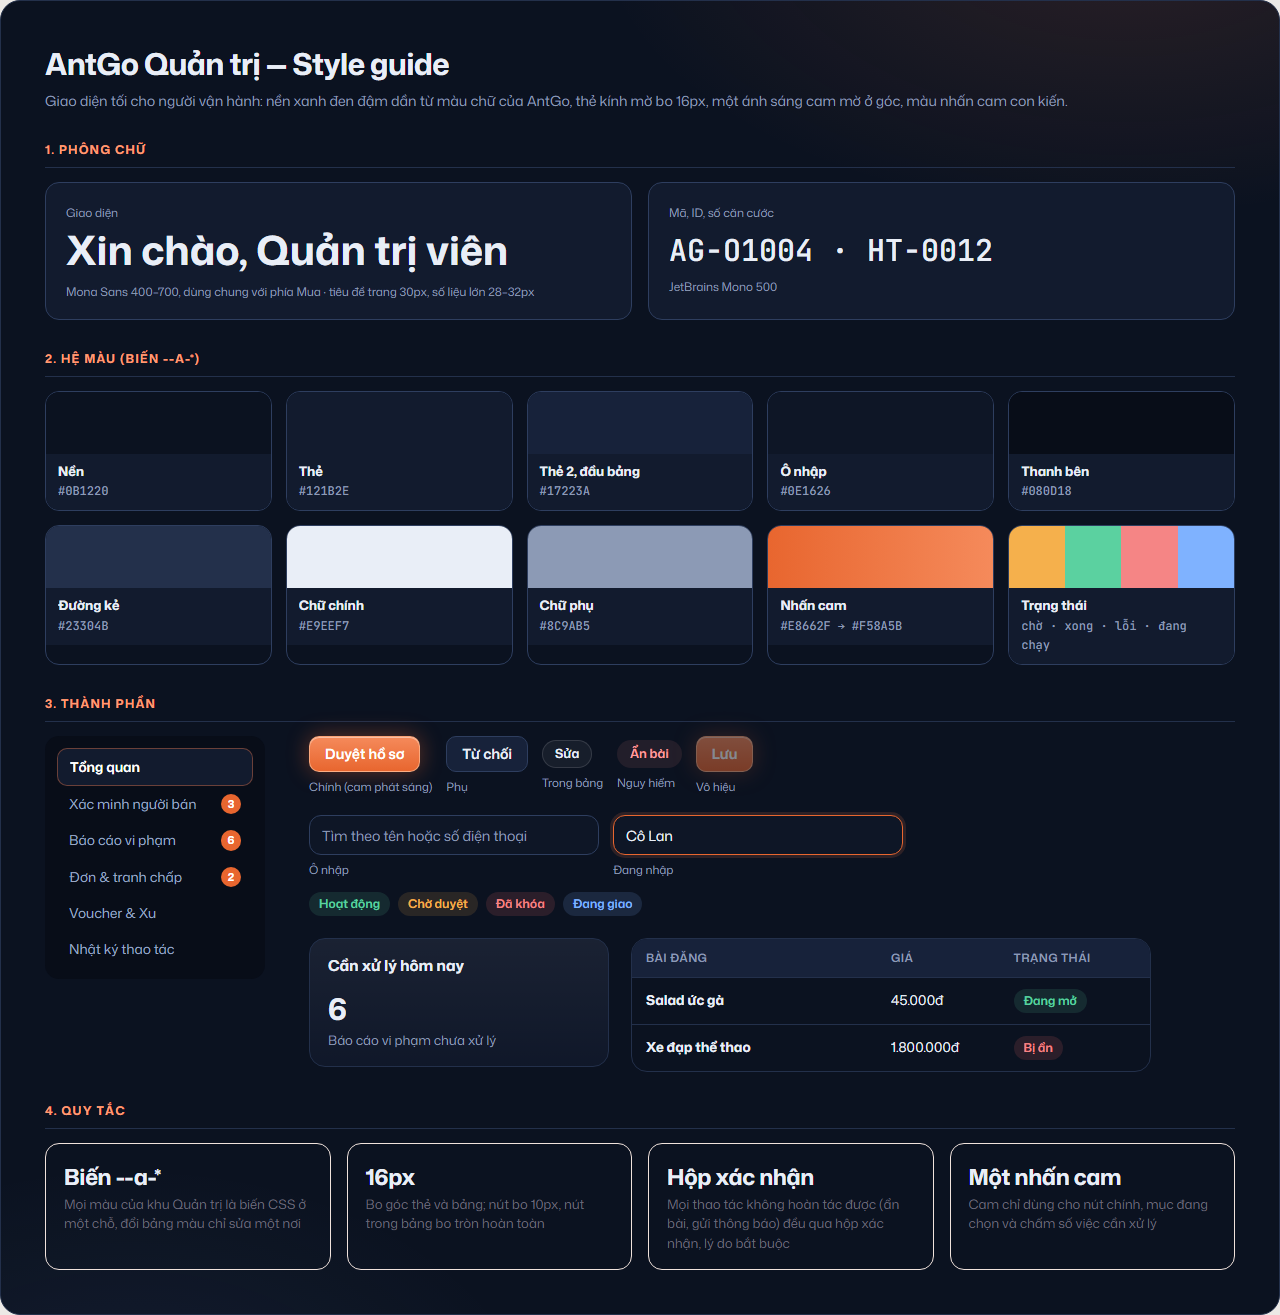 AntGo Quản trị — Style guide
Giao diện tối cho người vận hành: nền xanh đen đậm dần từ màu chữ của AntGo, thẻ kính mờ bo 16px, một ánh sáng cam mờ ở góc, màu nhấn cam con kiến.
1. PHÔNG CHỮ
Giao diện
Xin chào, Quản trị viên
Mona Sans 400–700, dùng chung với phía Mua · tiêu đề trang 30px, số liệu lớn 28–32px
Mã, ID, số căn cước
AG-01004 · HT-0012
JetBrains Mono 500
2. HỆ MÀU (BIẾN --A-*)
Nền
#0B1220
Thẻ
#121B2E
Thẻ 2, đầu bảng
#17223A
Ô nhập
#0E1626
Thanh bên
#080D18
Đường kẻ
#23304B
Chữ chính
#E9EEF7
Chữ phụ
#8C9AB5
Nhấn cam
#E8662F → #F58A5B
Trạng thái
chờ · xong · lỗi · đang
chạy
3. THÀNH PHẦN
Tổng quan
Xác minh người bán 3
Báo cáo vi phạm 6
Đơn & tranh chấp 2
Voucher & Xu
Nhật ký thao tác
Duyệt hồ sơ
Chính (cam phát sáng)
Từ chối
Phụ
Sửa
Trong bảng
Ẩn bài
Nguy hiểm
Lưu
Vô hiệu
Tìm theo tên hoặc số điện thoại
Ô nhập
Cô Lan
Đang nhập
Hoạt động
Chờ duyệt
Đã khóa
Đang giao
Cần xử lý hôm nay
6
Báo cáo vi phạm chưa xử lý
BÀI ĐĂNG GIÁ TRẠNG THÁI
Salad ức gà 45.000đ Đang mở
Xe đạp thể thao 1.800.000đ Bị ẩn
4. QUY TẮC
Biến --a-*
Mọi màu của khu Quản trị là biến CSS ở
một chỗ, đổi bảng màu chỉ sửa một nơi
16px
Bo góc thẻ và bảng; nút bo 10px, nút
trong bảng bo tròn hoàn toàn
Hộp xác nhận
Mọi thao tác không hoàn tác được (ẩn
bài, gửi thông báo) đều qua hộp xác
nhận, lý do bắt buộc
Một nhấn cam
Cam chỉ dùng cho nút chính, mục đang
chọn và chấm số việc cần xử lý